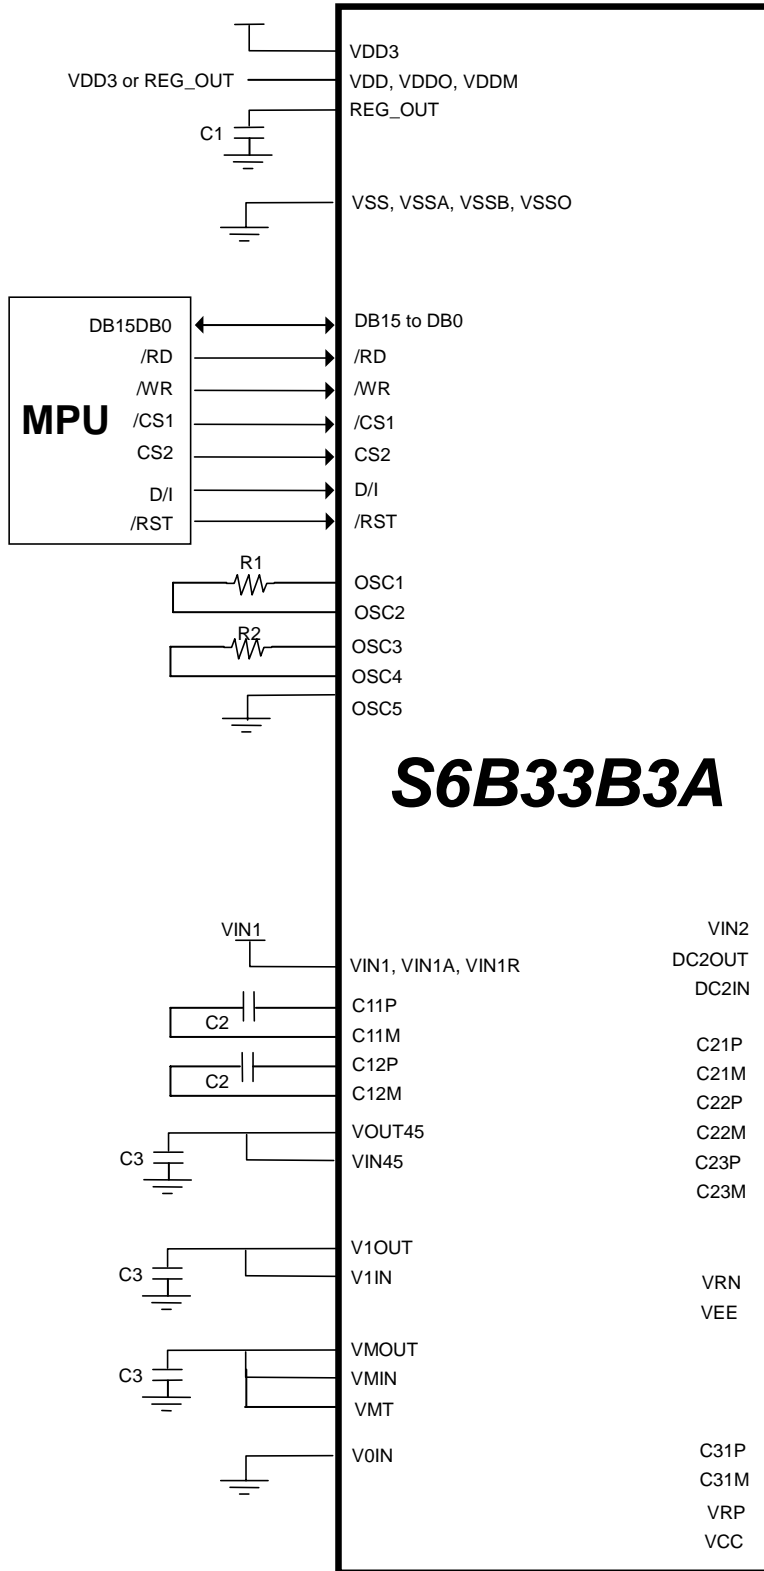 VDD3
VDD3 or REG_OUT VDD, VDDO, VDDM
REG_OUT
C1
VSS, VSSA, VSSB, VSSO
DB15DB0 DB15 to DB0
/RD /RD
/WR /WR
MPU /CS1 /CS1
CS2 CS2
D/I D/I
/RST /RST
R1
OSC1
OSC2
R2
OSC3
OSC4
OSC5
S6B33B3A
VIN1 VIN2
VIN1, VIN1A, VIN1R DC2OUT
DC2IN
C11P
C2
C11M C21P
C12P C21M
C2
C12M C22P
VOUT45 C22M
C3 VIN45 C23P
C23M
V1OUT
C3 V1IN VRN
VEE
VMOUT
C3 VMIN
VMT
V0IN C31P
C31M
VRP
VCC